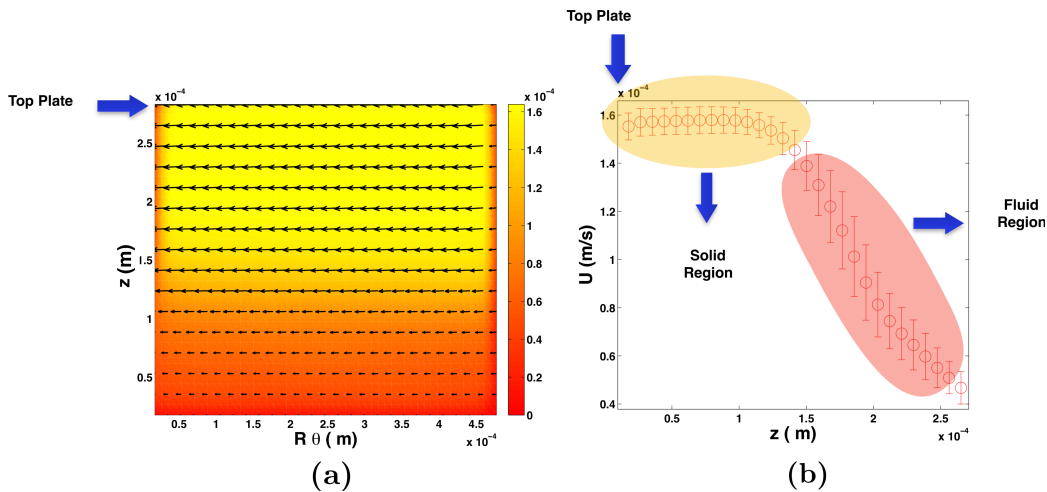 Top Plate
x 10⁻⁴
2.5
2
1.5
1
0.5
z (m)
0.5 1 1.5 2 2.5 3 3.5 4 4.5
R θ ( m)
x 10⁻⁴
x 10⁻⁴
1.6
1.4
1.2
1
0.8
0.6
0.4
0.2
0
(a)
Top Plate
x 10⁻⁴
1.6
1.4
1.2
1
0.8
0.6
0.4
U (m/s)
Solid
Region
Fluid
Region
0.5 1 1.5 2 2.5
z ( m)
x 10⁻⁴
(b)